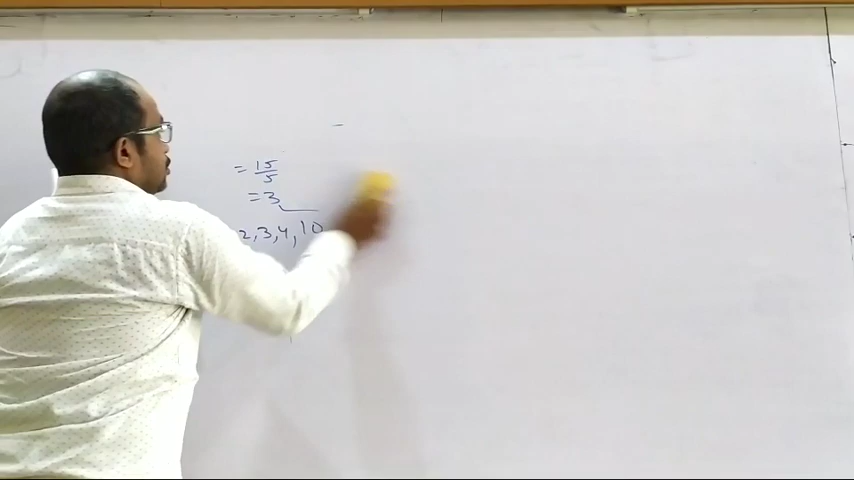 = 15/5
= 3
2, 3, 4, 10